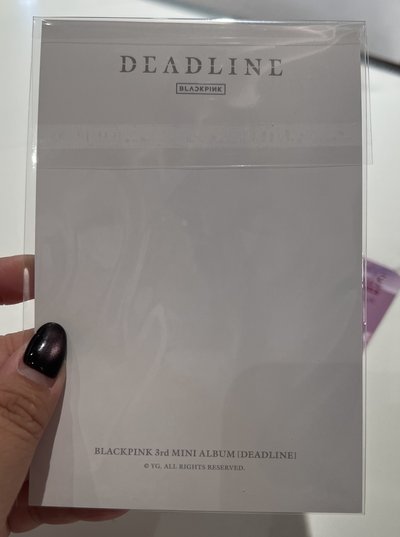 DEADLINE
BLACKPINK
BLACKPINK 3rd MINI ALBUM [DEADLINE]
© YG. ALL RIGHTS RESERVED.